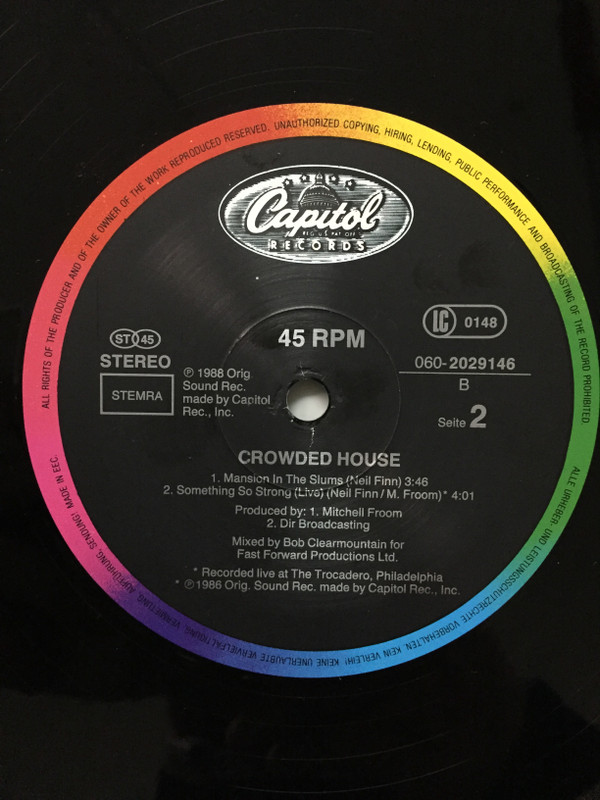 ALL RIGHTS OF THE PRODUCER AND OF THE OWNER OF THE WORK REPRODUCED RESERVED. UNAUTHORIZED COPYING, HIRING, LENDING, PUBLIC PERFORMANCE AND BROADCASTING OF THE RECORD PROHIBITED.
Capitol
REG. U.S. PAT. OFF.
RECORDS
45 RPM
LC 0148
ST 45
STEREO
STEMRA
℗ 1988 Orig.
Sound Rec.
made by Capitol
Rec., Inc.
060-2029146
B
Seite 2
CROWDED HOUSE
1. Mansion In The Slums (Neil Finn) 3:46
2. Something So Strong (Live) (Neil Finn / M. Froom)* 4:01
Produced by: 1. Mitchell Froom
2. Dir Broadcasting
Mixed by Bob Clearmountain for
Fast Forward Productions Ltd.
* Recorded live at The Trocadero, Philadelphia
* ℗1986 Orig. Sound Rec. made by Capitol Rec., Inc.
ALLE URHEBER- UND LEISTUNGSSCHUTZRECHTE VORBEHALTEN. KEIN VERLEIH! KEINE UNERLAUBTE VERVIELFÄLTIGUNG, VERMIETUNG, AUFFÜHRUNG, SENDUNG! MADE IN EEC.